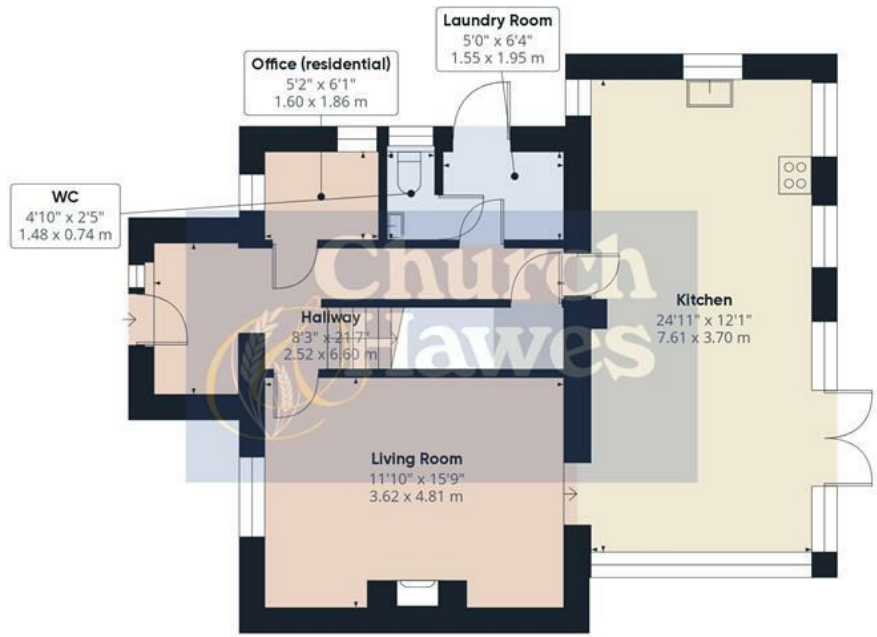 Laundry Room
5'0" x 6'4"
1.55 x 1.95 m
Office (residential)
5'2" x 6'1"
1.60 x 1.86 m
WC
4'10" x 2'5"
1.48 x 0.74 m
Church
Hawes
Hallway
8'3" x 21'7"
2.52 x 6.60 m
Kitchen
24'11" x 12'1"
7.61 x 3.70 m
Living Room
11'10" x 15'9"
3.62 x 4.81 m